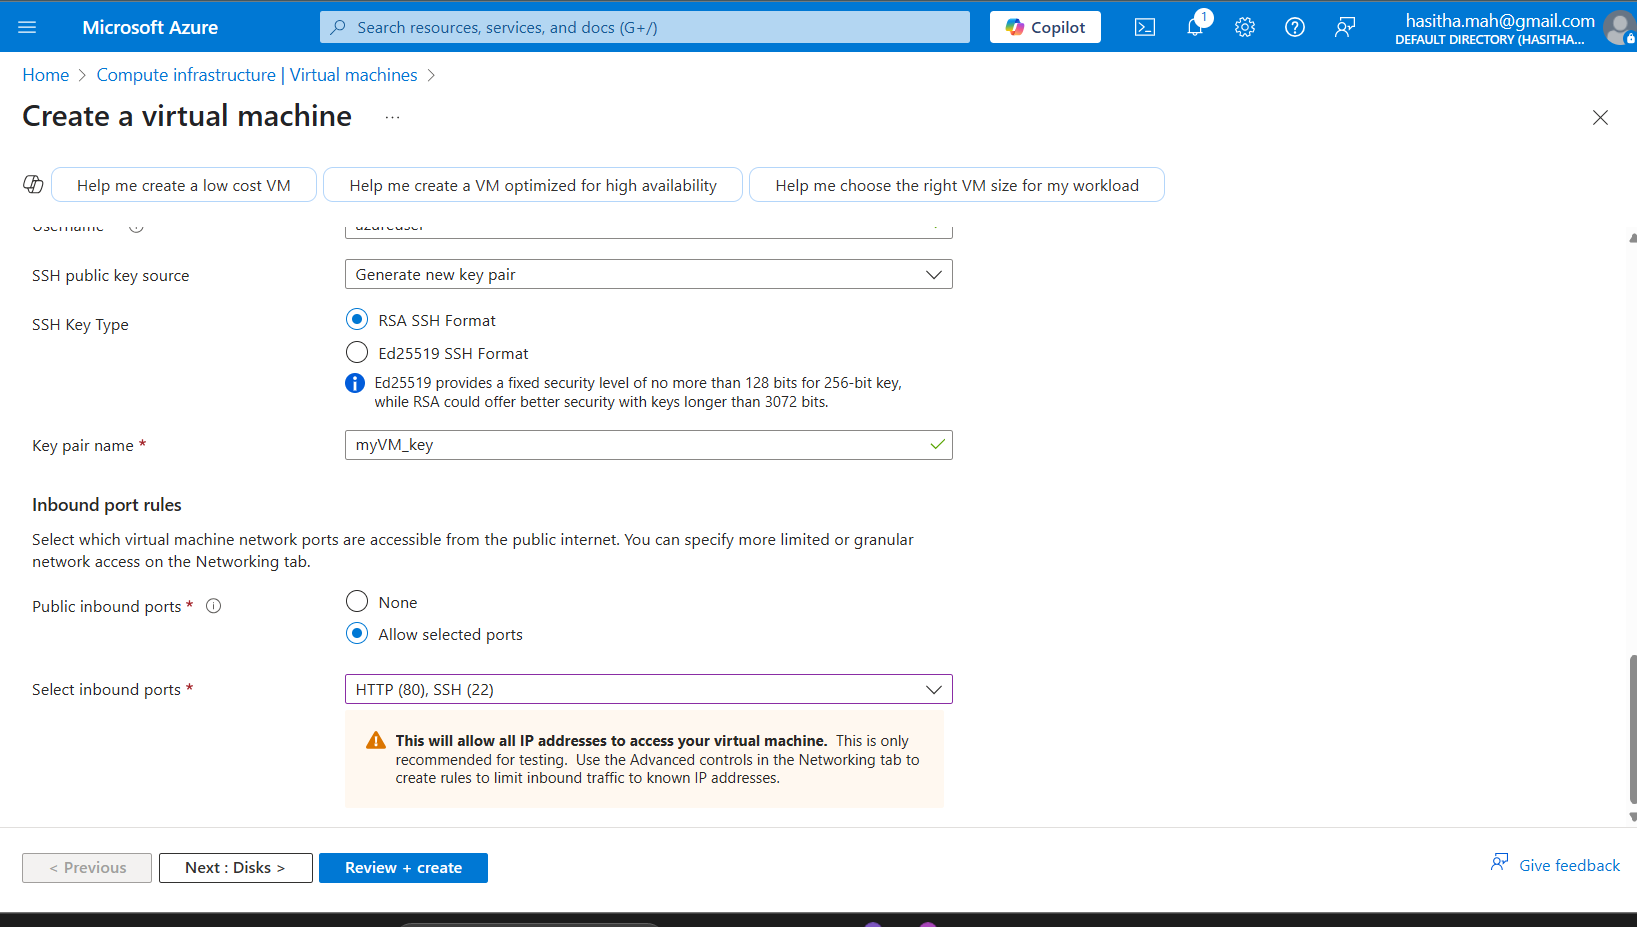 Microsoft Azure
Search resources, services, and docs (G+/)
Copilot
1
hasitha.mah@gmail.com
DEFAULT DIRECTORY (HASITHA...
Home > Compute infrastructure | Virtual machines >
Create a virtual machine ...
Help me create a low cost VM
Help me create a VM optimized for high availability
Help me choose the right VM size for my workload
Username
azureuser
SSH public key source
Generate new key pair
SSH Key Type
RSA SSH Format
Ed25519 SSH Format
Ed25519 provides a fixed security level of no more than 128 bits for 256-bit key,
while RSA could offer better security with keys longer than 3072 bits.
Key pair name *
myVM_key
Inbound port rules
Select which virtual machine network ports are accessible from the public internet. You can specify more limited or granular
network access on the Networking tab.
Public inbound ports *
None
Allow selected ports
Select inbound ports *
HTTP (80), SSH (22)
This will allow all IP addresses to access your virtual machine. This is only
recommended for testing. Use the Advanced controls in the Networking tab to
create rules to limit inbound traffic to known IP addresses.
< Previous
Next : Disks >
Review + create
Give feedback